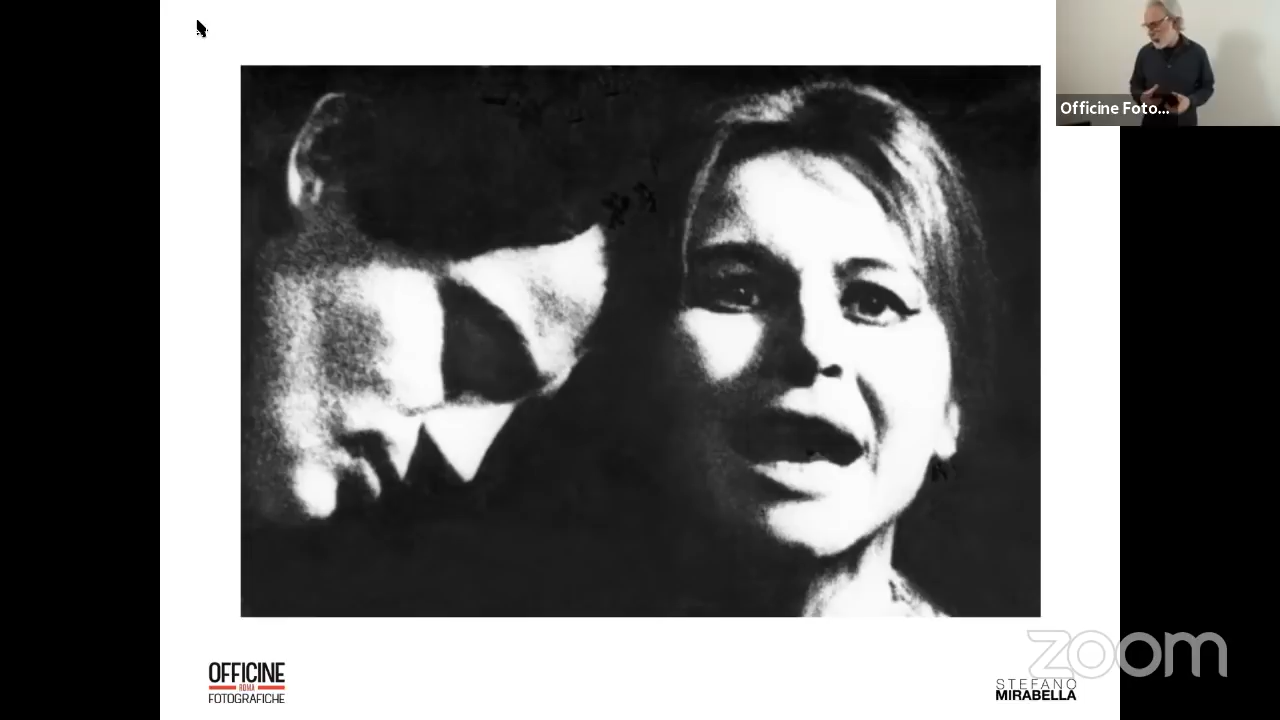 Officine Foto...
OFFICINE
ROMA
FOTOGRAFICHE
zoom
STEFANO
MIRABELLA